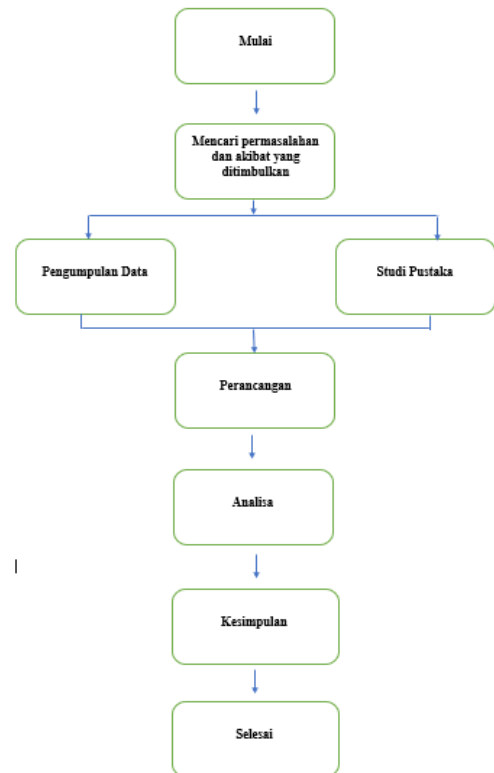 Mulai
Mencari permasalahan
dan akibat yang
ditimbulkan
Pengumpulan Data
Studi Pustaka
Perancangan
Analisa
Kesimpulan
Selesai